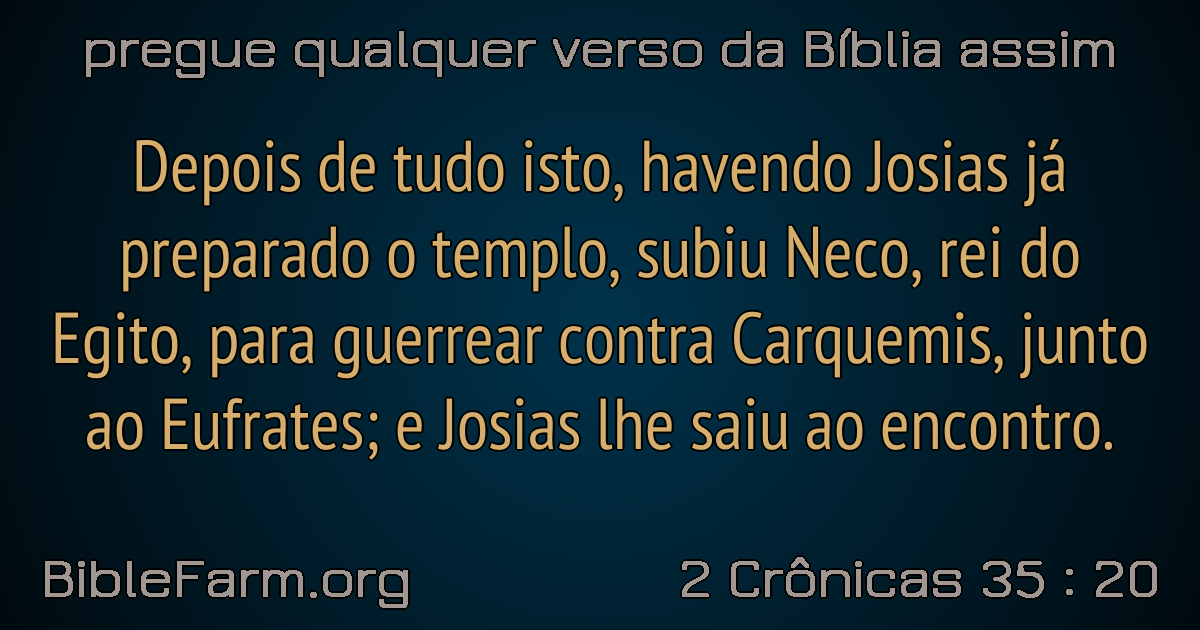 pregue qualquer verso da Bíblia assim
Depois de tudo isto, havendo Josias já
preparado o templo, subiu Neco, rei do
Egito, para guerrear contra Carquemis, junto
ao Eufrates; e Josias lhe saiu ao encontro.
BibleFarm.org
2 Crônicas 35 : 20